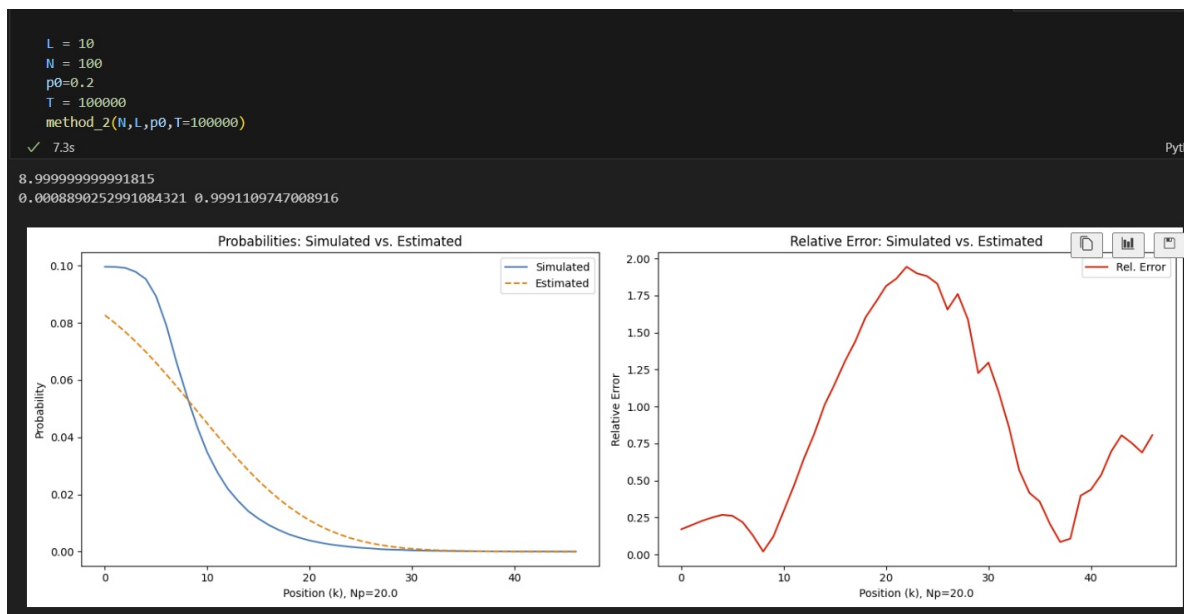 L = 10
N = 100
p0=0.2
T = 100000
method_2(N,L,p0,T=100000)
✓ 7.3s
8.999999999991815
0.0008890252991084321 0.9991109747008916
Probabilities: Simulated vs. Estimated
Simulated
Estimated
0.10
0.08
0.06
0.04
0.02
0.00
Probability
0 10 20 30 40
Position (k), Np=20.0
Relative Error: Simulated vs. Estimated
Rel. Error
2.00
1.75
1.50
1.25
1.00
0.75
0.50
0.25
0.00
Relative Error
0 10 20 30 40
Position (k), Np=20.0